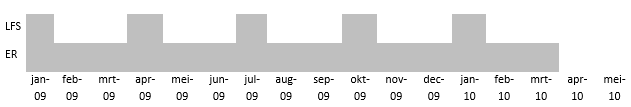 LFS
ER
jan- feb- mrt- apr- mei- jun- jul- aug- sep- okt- nov- dec- jan- feb- mrt- apr- mei-
09 09 09 09 09 09 09 09 09 09 09 09 10 10 10 10 10